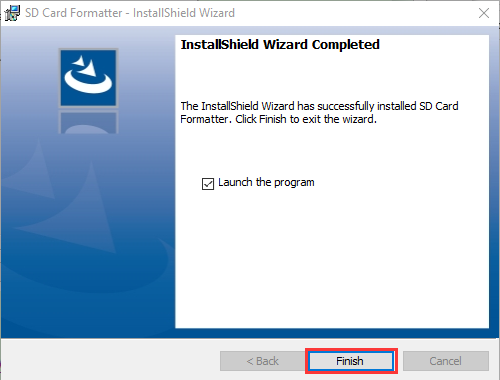 SD Card Formatter - InstallShield Wizard
InstallShield Wizard Completed
The InstallShield Wizard has successfully installed SD Card
Formatter. Click Finish to exit the wizard.
Launch the program
< Back
Finish
Cancel